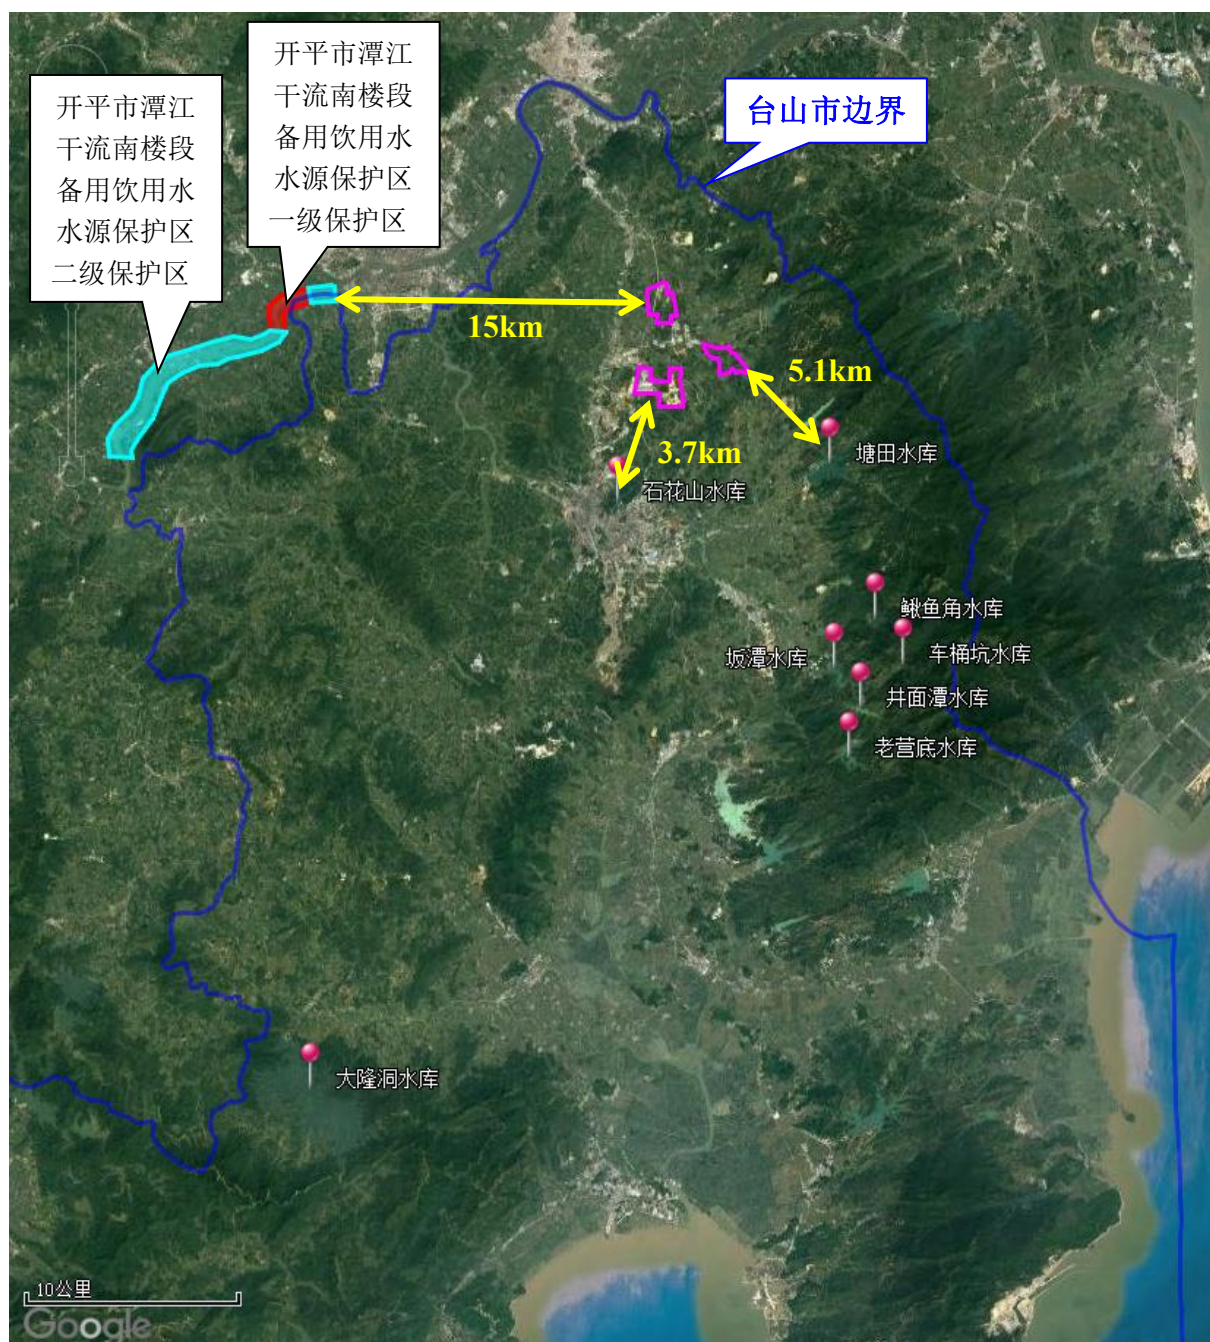 开平市潭江
干流南楼段
备用饮用水
水源保护区
一级保护区
开平市潭江
干流南楼段
备用饮用水
水源保护区
二级保护区
台山市边界
15km
5.1km
3.7km
塘田水库
石花山水库
鳅鱼角水库
车桶坑水库
坂潭水库
井面潭水库
老营底水库
大隆洞水库
10公里
Google